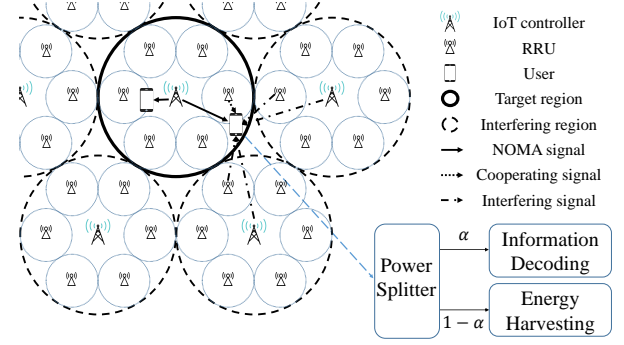 IoT controller
RRU
User
Target region
Interfering region
NOMA signal
Cooperating signal
Interfering signal
Power
Splitter
α
1 − α
Information
Decoding
Energy
Harvesting